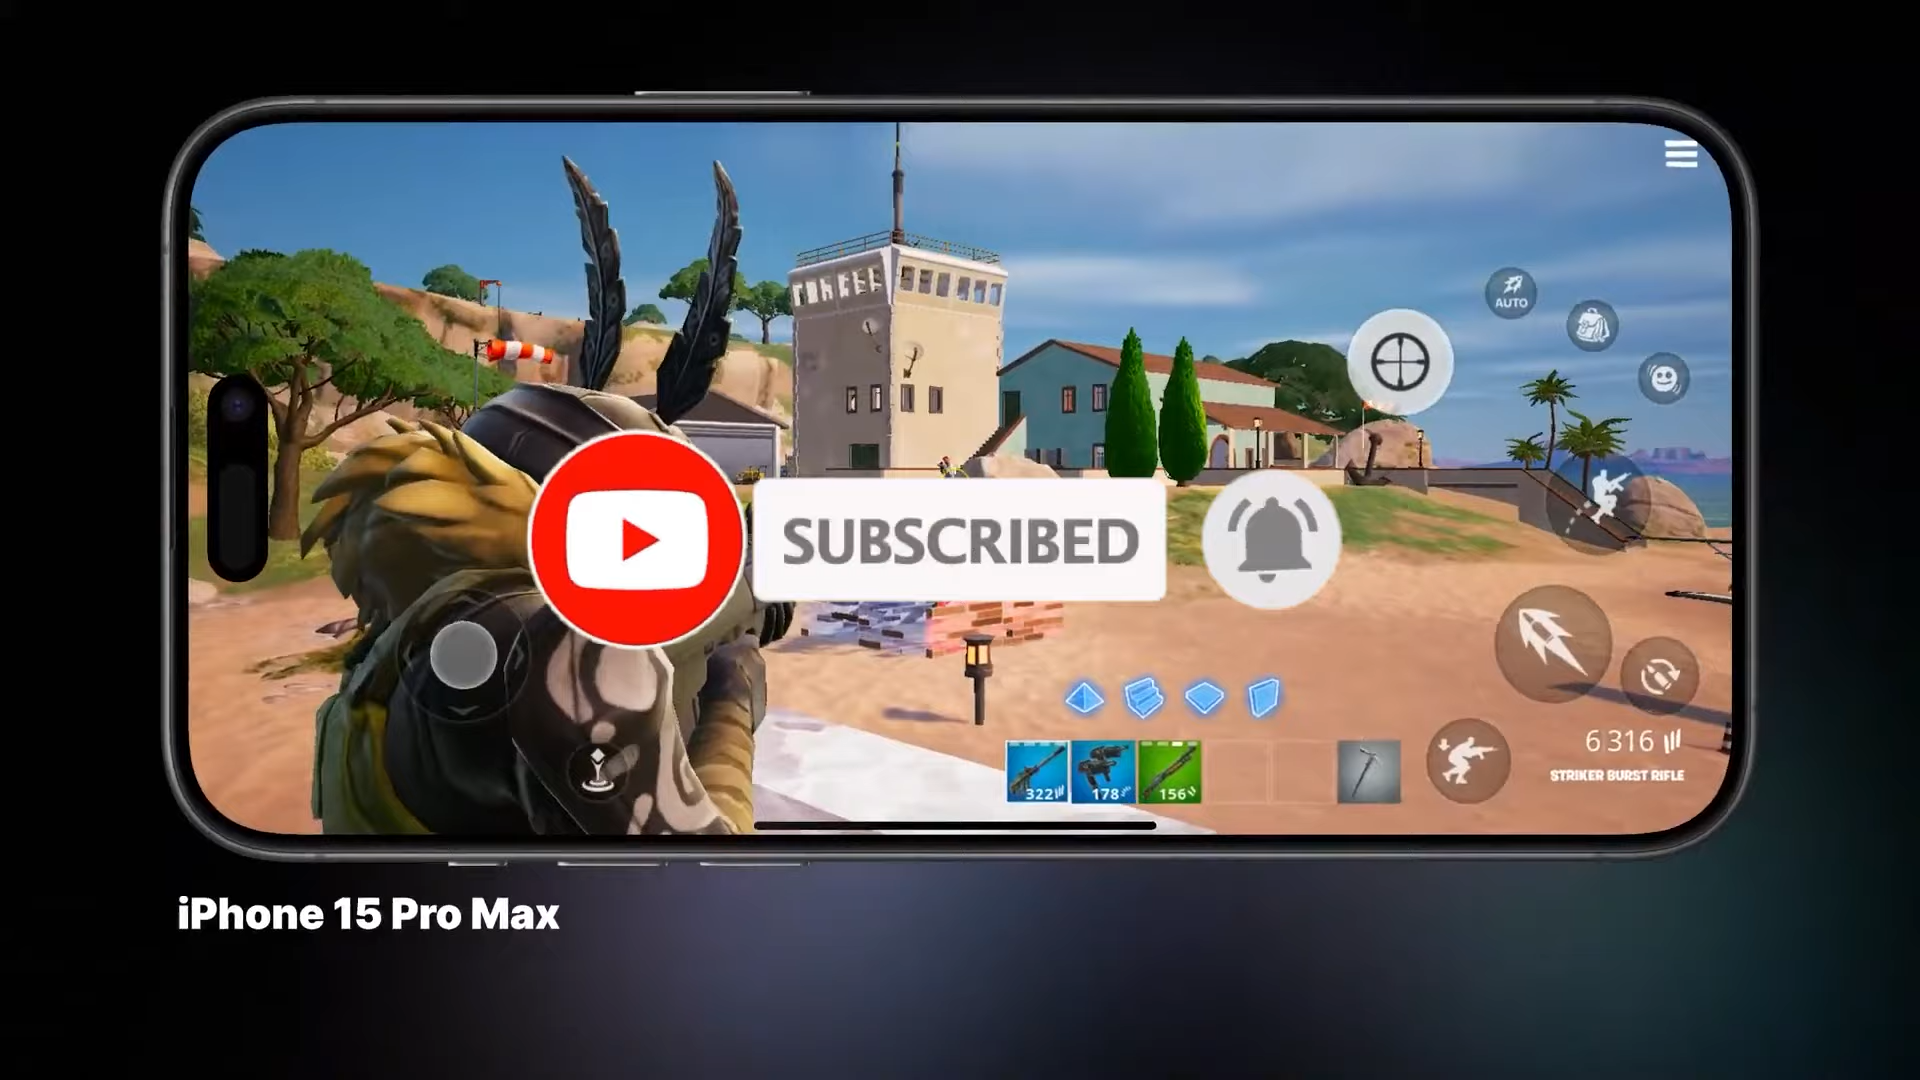 AUTO
SUBSCRIBED
6 316
STRIKER BURST RIFLE
322 178 156
iPhone 15 Pro Max